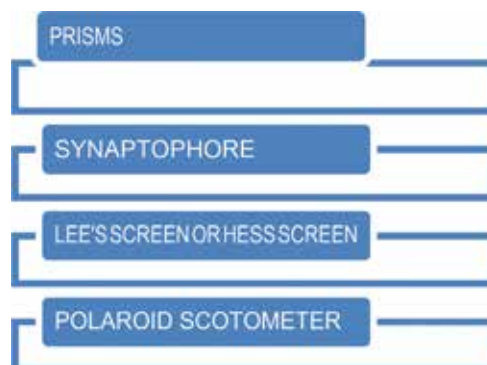 PRISMS
SYNAPTOPHORE
LEE'S SCREEN OR HESS SCREEN
POLAROID SCOTOMETER